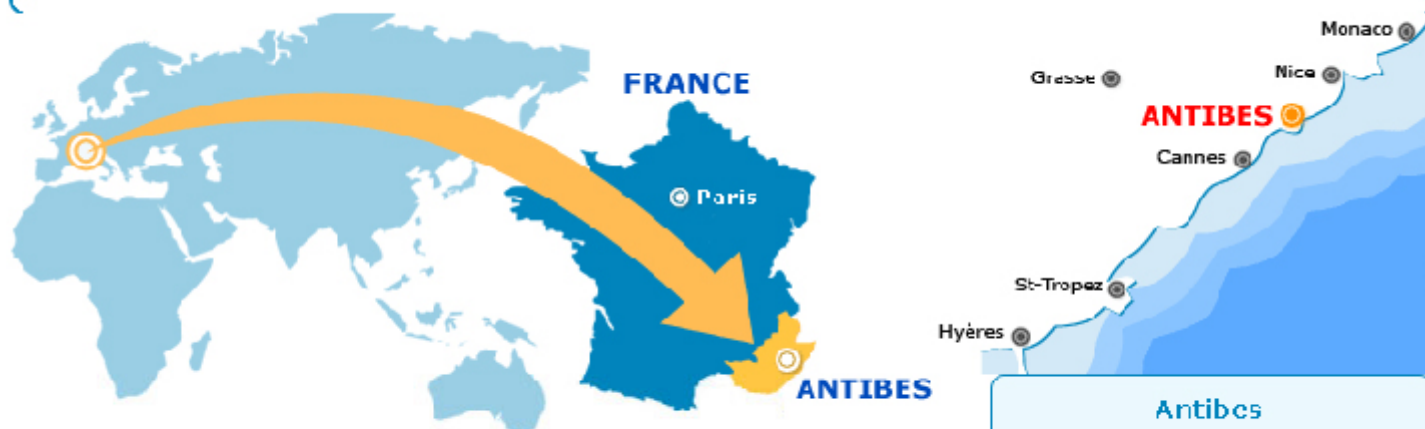 FRANCE
Paris
ANTIBES
Monaco
Nice
Grasse
ANTIBES
Cannes
St-Tropez
Hyères
Antibes